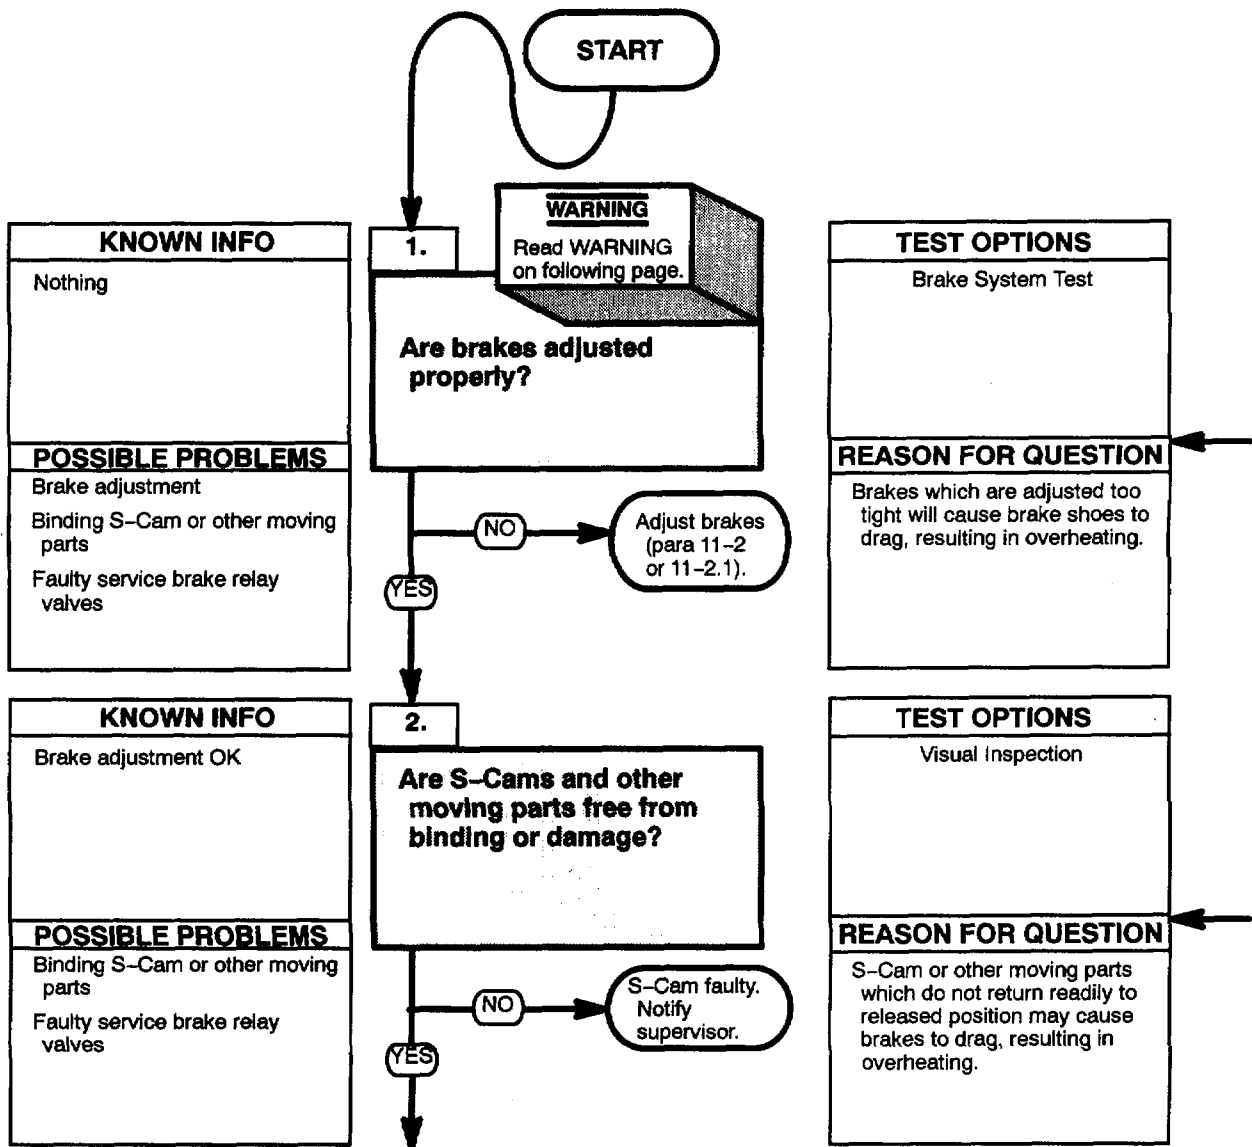 START
WARNING
Read WARNING
on following page.
KNOWN INFO
Nothing
POSSIBLE PROBLEMS
Brake adjustment
Binding S–Cam or other moving
parts
Faulty service brake relay
valves
1.
Are brakes adjusted
properly?
NO
Adjust brakes
(para 11–2
or 11–2.1).
YES
TEST OPTIONS
Brake System Test
REASON FOR QUESTION
Brakes which are adjusted too
tight will cause brake shoes to
drag, resulting in overheating.
KNOWN INFO
Brake adjustment OK
POSSIBLE PROBLEMS
Binding S–Cam or other moving
parts
Faulty service brake relay
valves
2.
Are S–Cams and other
moving parts free from
binding or damage?
NO
S–Cam faulty.
Notify
supervisor.
YES
TEST OPTIONS
Visual Inspection
REASON FOR QUESTION
S–Cam or other moving parts
which do not return readily to
released position may cause
brakes to drag, resulting in
overheating.